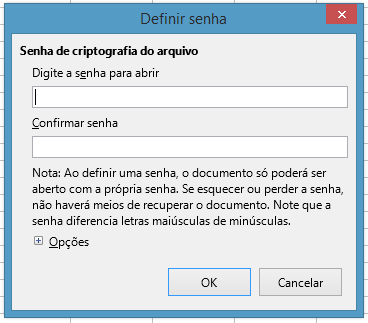 Definir senha
Senha de criptografia do arquivo
Digite a senha para abrir
Confirmar senha
Nota: Ao definir uma senha, o documento só poderá ser
aberto com a própria senha. Se esquecer ou perder a senha,
não haverá meios de recuperar o documento. Note que a
senha diferencia letras maiúsculas de minúsculas.
Opções
OK Cancelar